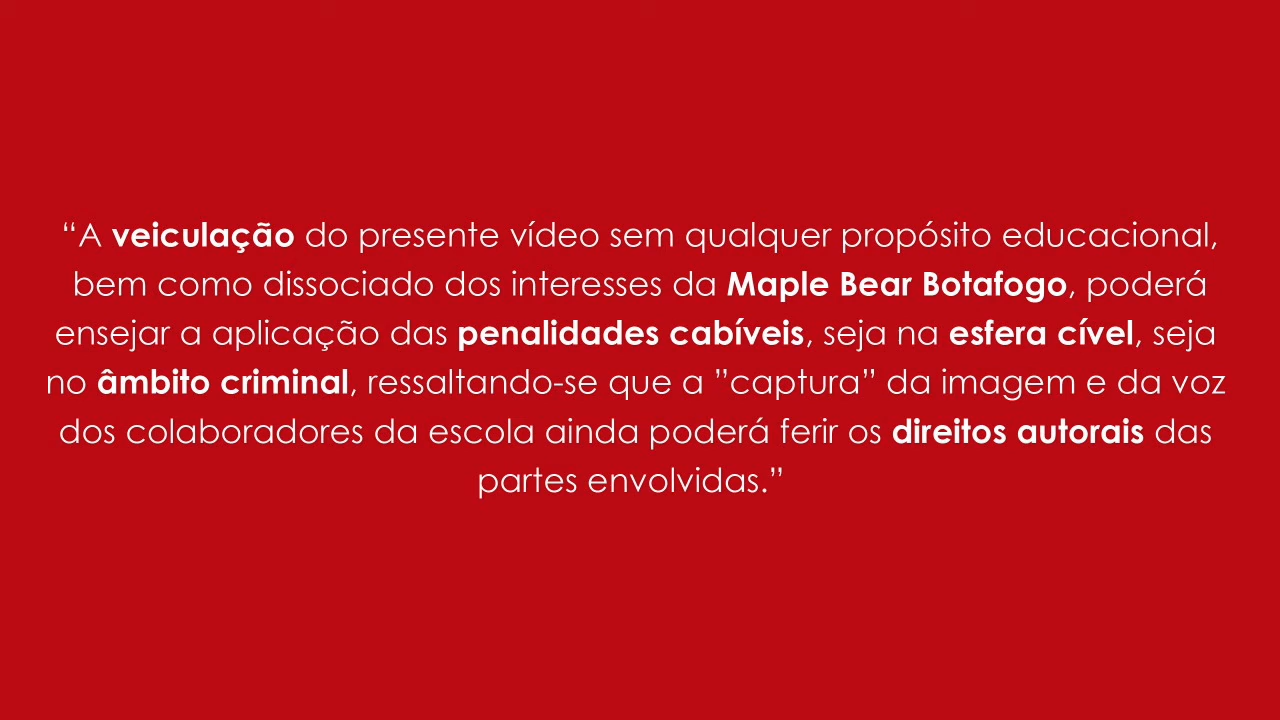 “A veiculação do presente vídeo sem qualquer propósito educacional,
bem como dissociado dos interesses da Maple Bear Botafogo, poderá
ensejar a aplicação das penalidades cabíveis, seja na esfera cível, seja
no âmbito criminal, ressaltando-se que a ”captura” da imagem e da voz
dos colaboradores da escola ainda poderá ferir os direitos autorais das
partes envolvidas.”